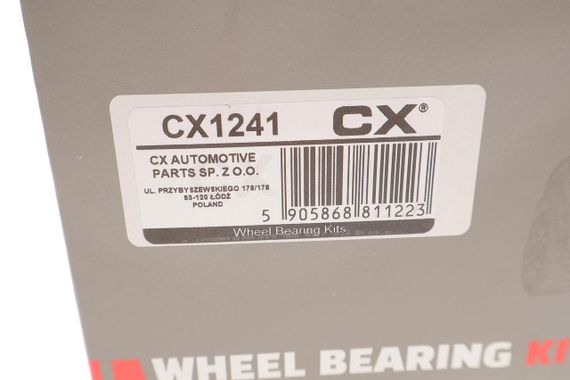 CX1241 CX®
CX AUTOMOTIVE
PARTS SP. Z O.O.
UL. PRZYBYSZEWSKIEGO 176/178
93-120 ŁÓDŹ
POLAND
5 905868 811223
Wheel Bearing Kits
WHEEL BEARING KI